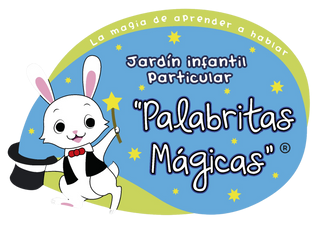 La magia de aprender a hablar
Jardín infantil
Particular
"Palabritas
Mágicas" ®